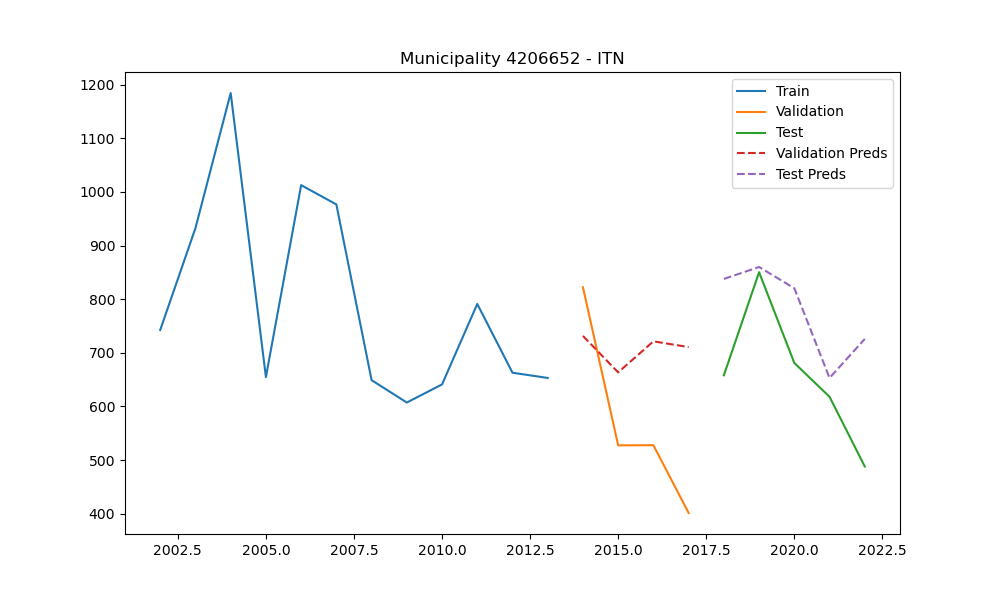 Municipality 4206652 - ITN
Train
Validation
Test
Validation Preds
Test Preds
1200
1100
1000
900
800
700
600
500
400
2002.5 2005.0 2007.5 2010.0 2012.5 2015.0 2017.5 2020.0 2022.5